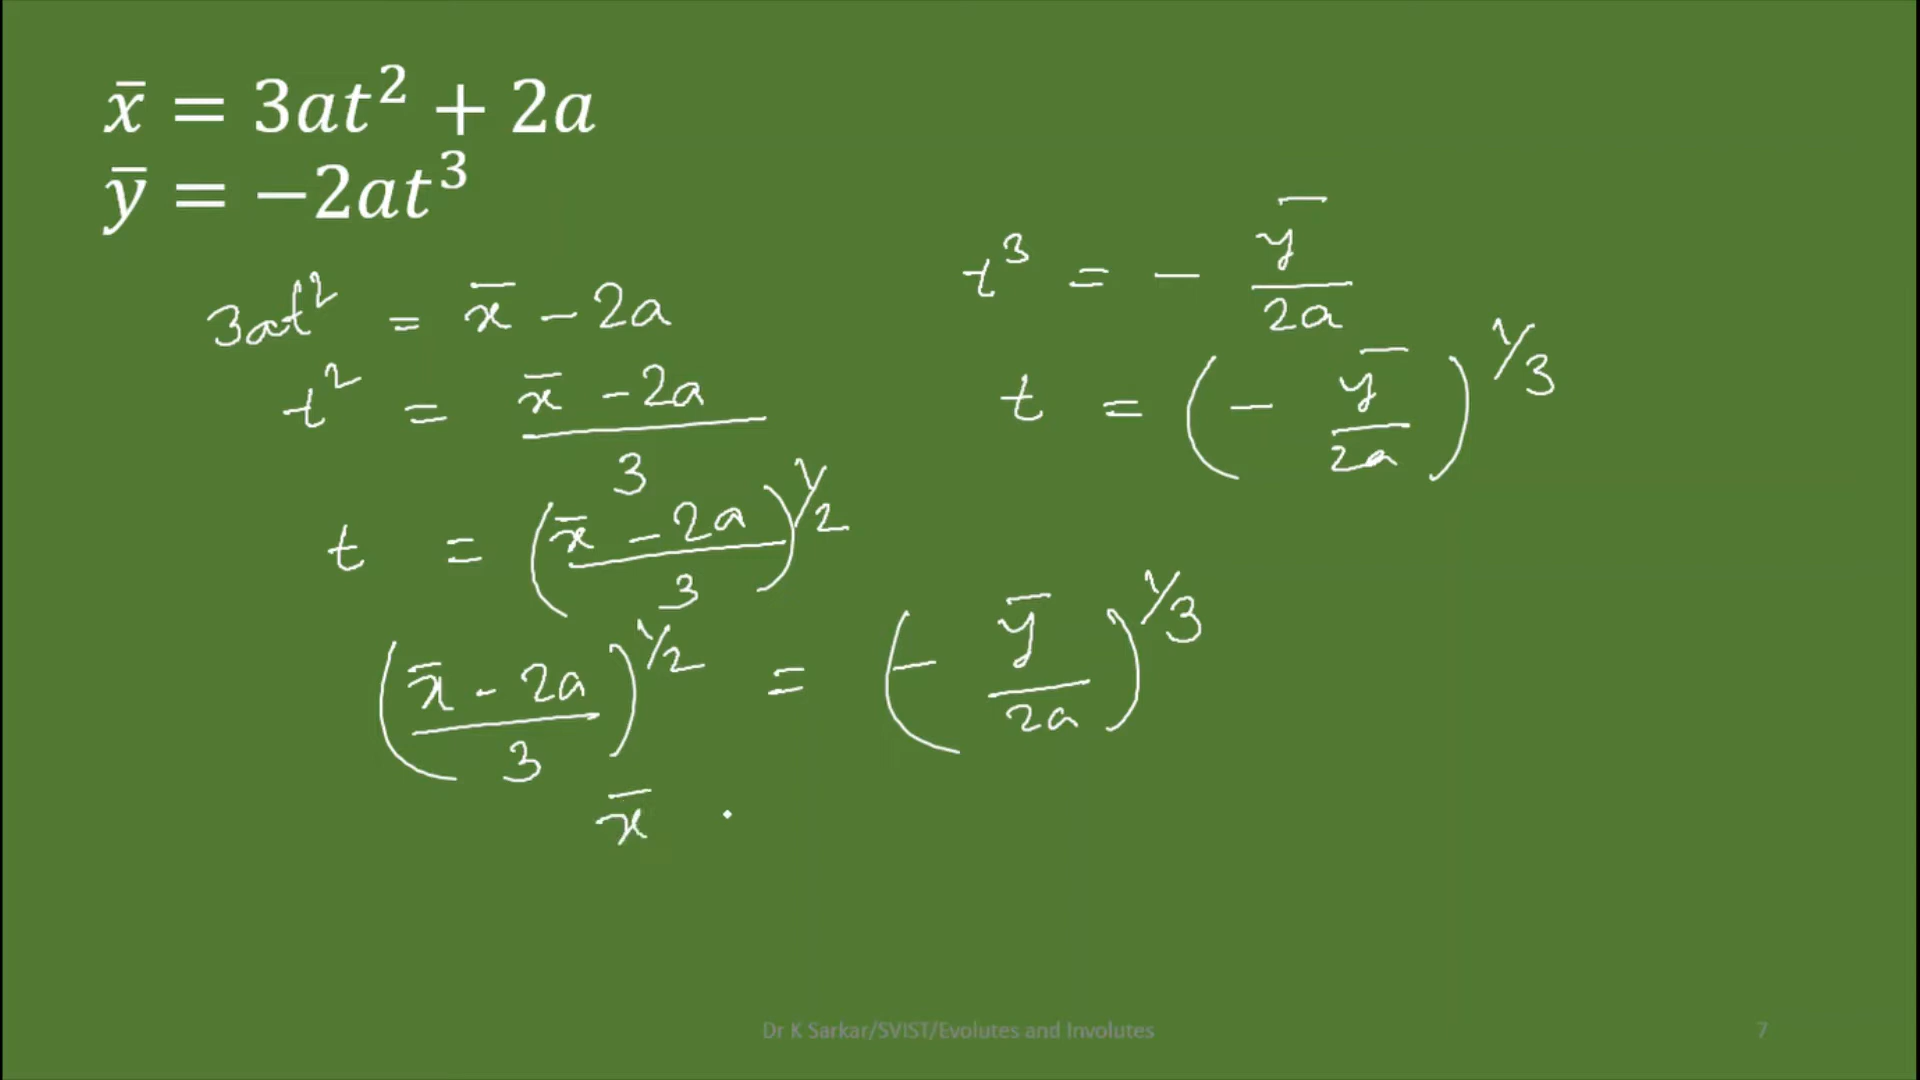 x̄ = 3at² + 2a
ȳ = −2at³
3at² = x̄ − 2a
t² = (x̄ − 2a)/3
t = ((x̄ − 2a)/3)^(1/2)
t³ = − ȳ/2a
t = (− ȳ/2a)^(1/3)
((x̄ − 2a)/3)^(1/2) = (− ȳ/2a)^(1/3)
x̄ .
Dr K Sarkar/SVIST/Evolutes and Involutes
7